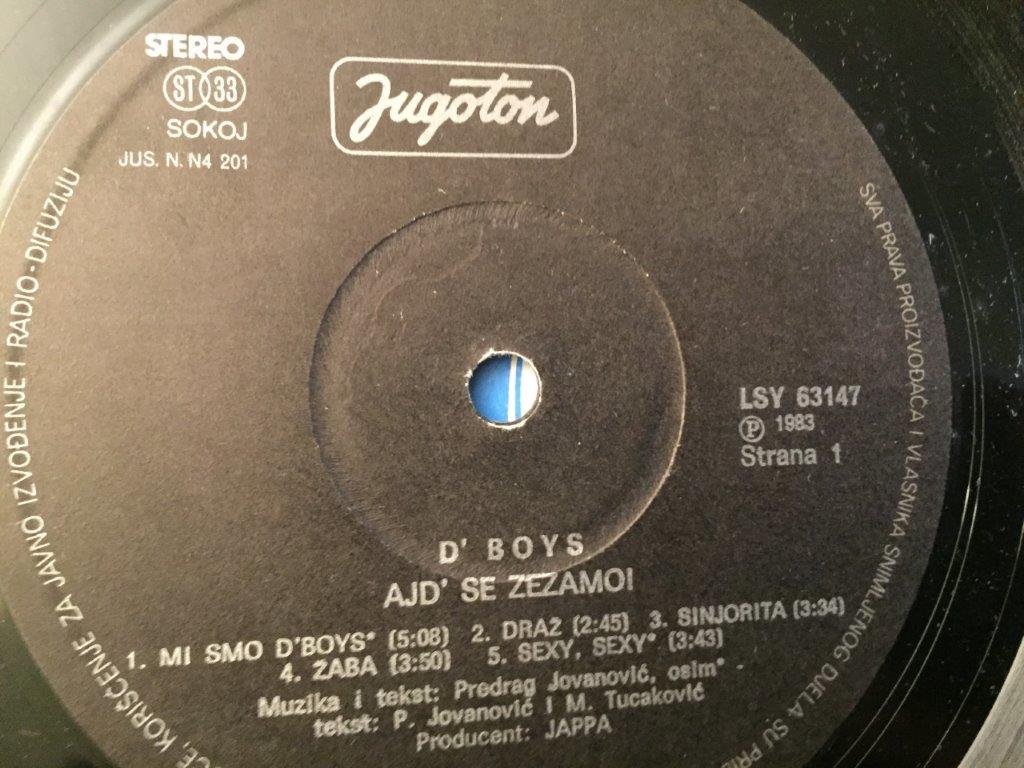 STEREO
ST 33
SOKOJ
JUS. N. N4 201
Jugoton
LSY 63147
Ⓟ 1983
Strana 1
D' BOYS
AJD' SE ZEZAMOI
1. MI SMO D'BOYS* (5:08) 2. DRAŽ (2:45) 3. SINJORITA (3:34)
4. ŽABA (3:50) 5. SEXY, SEXY* (3:43)
Muzika i tekst: Predrag Jovanović, osim*
tekst: P. Jovanović I M. Tucaković
Producent: JAPPA
KORIŠĆENJE ZA JAVNO IZVOĐENJE I RADIO-DIFUZIJU
SVA PRAVA PROIZVOĐAČA I VLASNIKA SNIMLJENOG DJELA SU